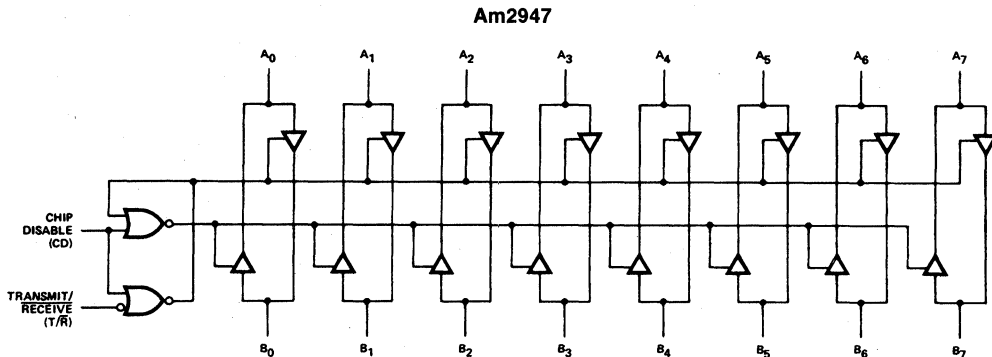 Am2947
A0 A1 A2 A3 A4 A5 A6 A7
CHIP
DISABLE
(CD)
TRANSMIT/
R̅E̅C̅E̅I̅V̅E̅
(T/R̅)
B0 B1 B2 B3 B4 B5 B6 B7